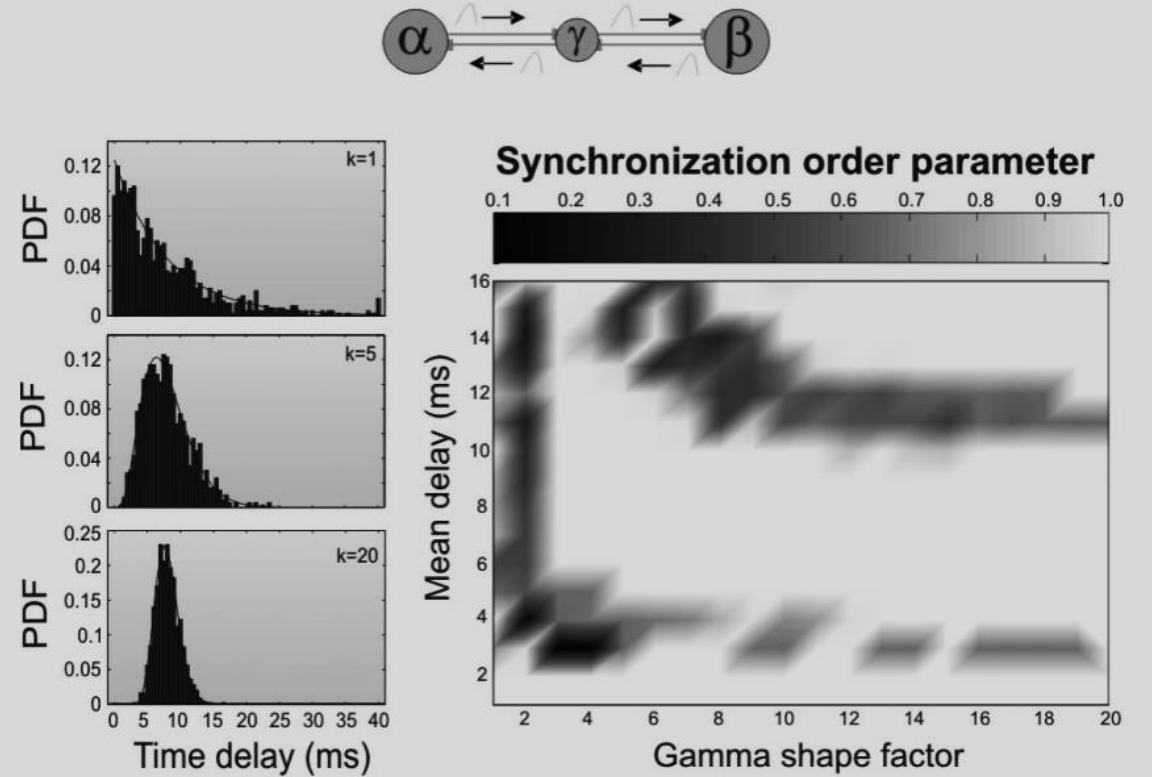 α γ β
k=1
0.12
0.08
0.04
0
PDF
k=5
0.12
0.08
0.04
0
PDF
k=20
0.25
0.2
0.15
0.1
0.05
0
PDF
0 5 10 15 20 25 30 35 40
Time delay (ms)
Synchronization order parameter
0.1 0.2 0.3 0.4 0.5 0.6 0.7 0.8 0.9 1.0
16
14
12
10
8
6
4
2
Mean delay (ms)
2 4 6 8 10 12 14 16 18 20
Gamma shape factor